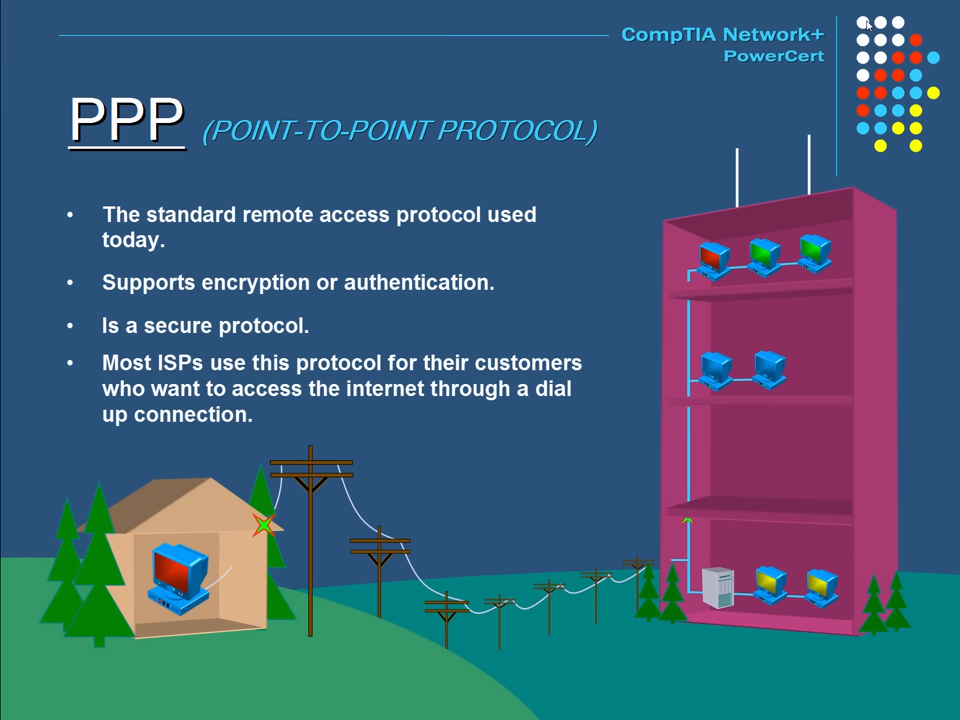 CompTIA Network+
PowerCert
PPP (POINT-TO-POINT PROTOCOL)
• The standard remote access protocol used
today.
• Supports encryption or authentication.
• Is a secure protocol.
• Most ISPs use this protocol for their customers
who want to access the internet through a dial
up connection.